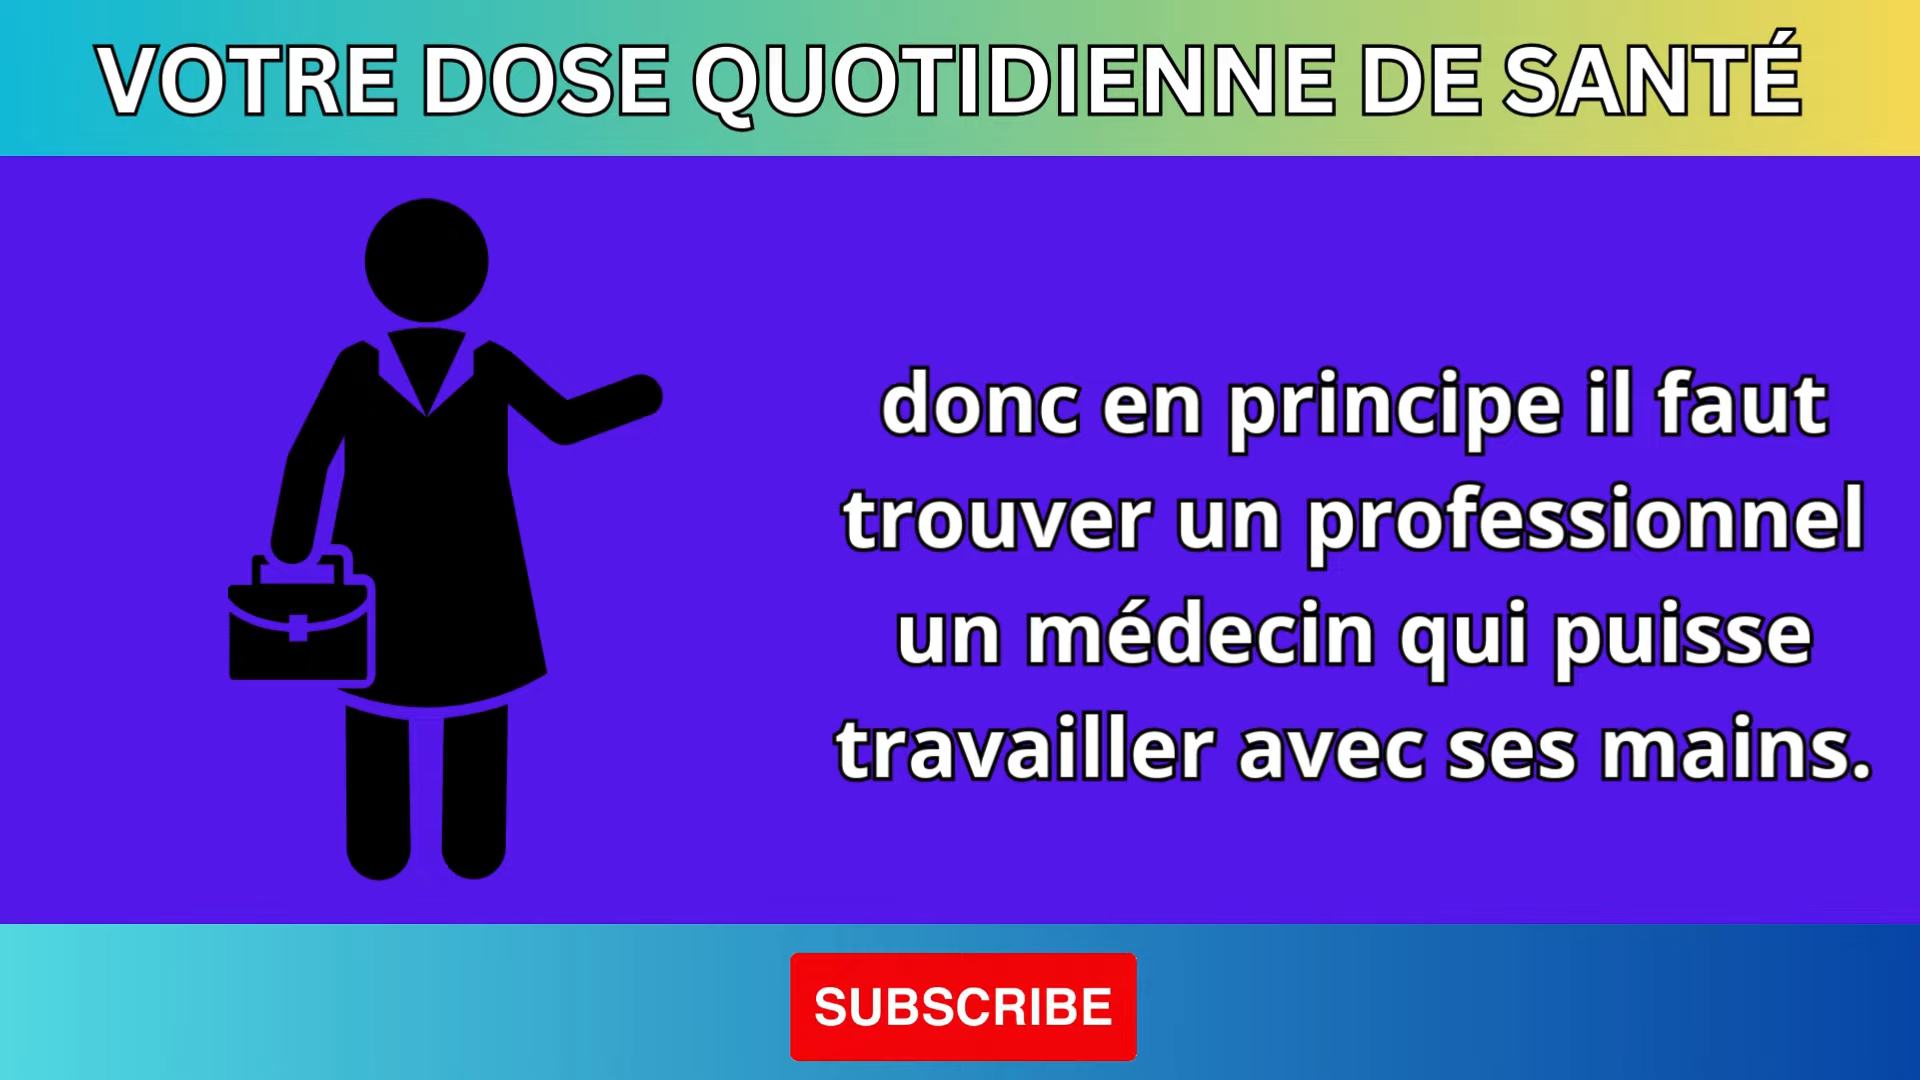 VOTRE DOSE QUOTIDIENNE DE SANTÉ
donc en principe il faut
trouver un professionnel
un médecin qui puisse
travailler avec ses mains.
SUBSCRIBE